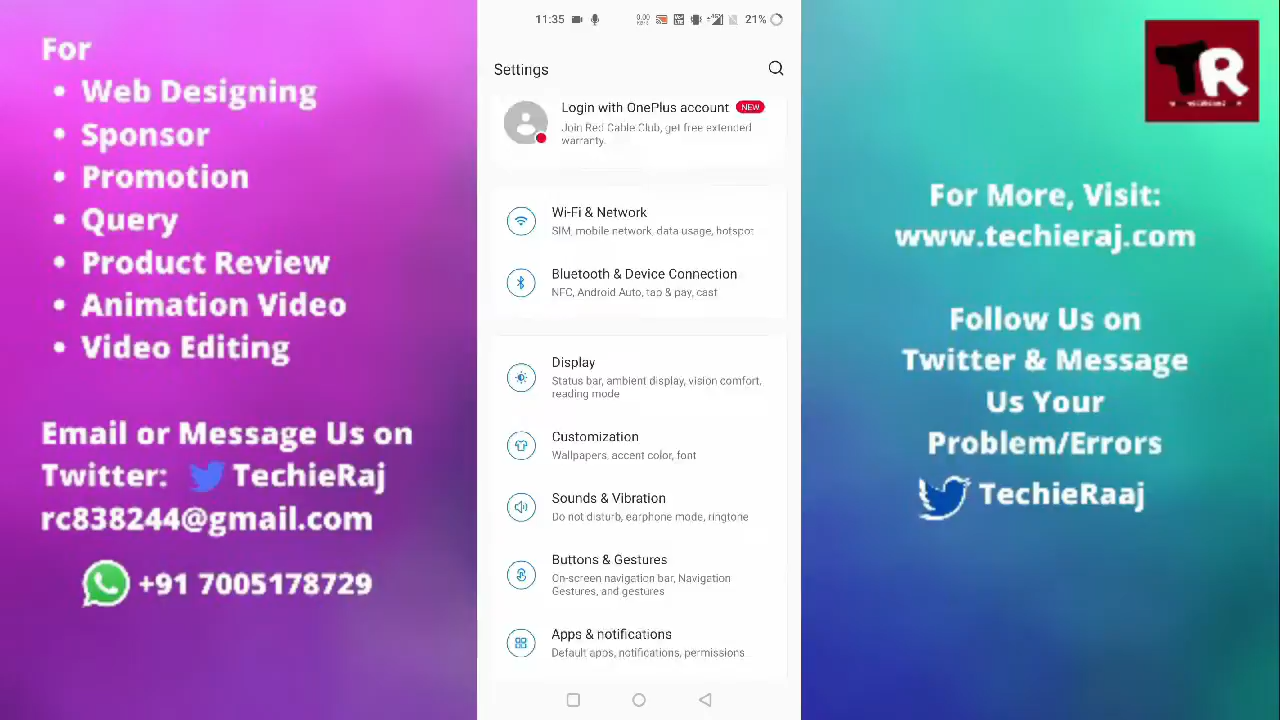 For
• Web Designing
• Sponsor
• Promotion
• Query
• Product Review
• Animation Video
• Video Editing
Email or Message Us on
Twitter: TechieRaj
rc838244@gmail.com
+91 7005178729
11:35
21%
Settings
Login with OnePlus account NEW
Join Red Cable Club, get free extended
warranty.
Wi-Fi & Network
SIM, mobile network, data usage, hotspot
Bluetooth & Device Connection
NFC, Android Auto, tap & pay, cast
Display
Status bar, ambient display, vision comfort,
reading mode
Customization
Wallpapers, accent color, font
Sounds & Vibration
Do not disturb, earphone mode, ringtone
Buttons & Gestures
On-screen navigation bar, Navigation
Gestures, and gestures
Apps & notifications
Default apps, notifications, permissions
TR
For More, Visit:
www.techieraj.com
Follow Us on
Twitter & Message
Us Your
Problem/Errors
TechieRaaj